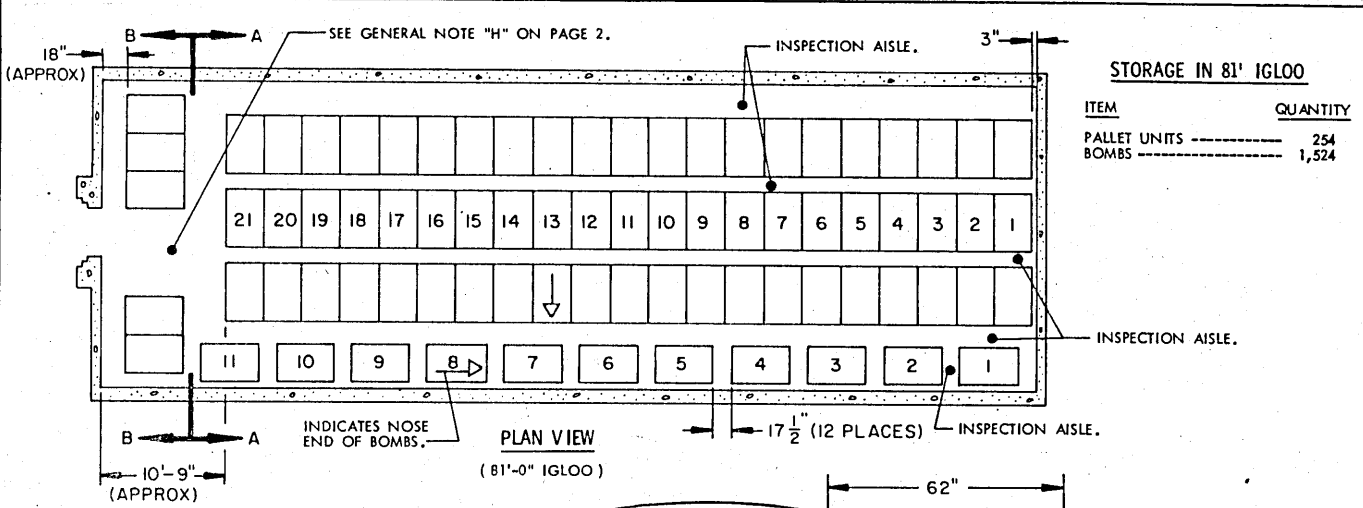 B A
SEE GENERAL NOTE "H" ON PAGE 2.
18"
(APPROX)
INSPECTION AISLE.
3"
STORAGE IN 81' IGLOO
ITEM QUANTITY
PALLET UNITS ------------- 254
BOMBS ------------------ 1,524
21 20 19 18 17 16 15 14 13 12 11 10 9 8 7 6 5 4 3 2 1
INSPECTION AISLE.
11 10 9 8 7 6 5 4 3 2 1
INDICATES NOSE
END OF BOMBS.
B A
PLAN VIEW
(81'-0" IGLOO)
17 1/2" (12 PLACES)
INSPECTION AISLE.
10'-9"
(APPROX)
62"